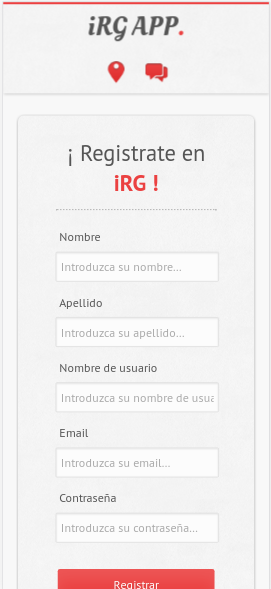 iRG APP.
¡ Registrate en
iRG !
Nombre
Introduzca su nombre...
Apellido
Introduzca su apellido...
Nombre de usuario
Introduzca su nombre de usua
Email
Introduzca su email...
Contraseña
Introduzca su contraseña...
Registrar